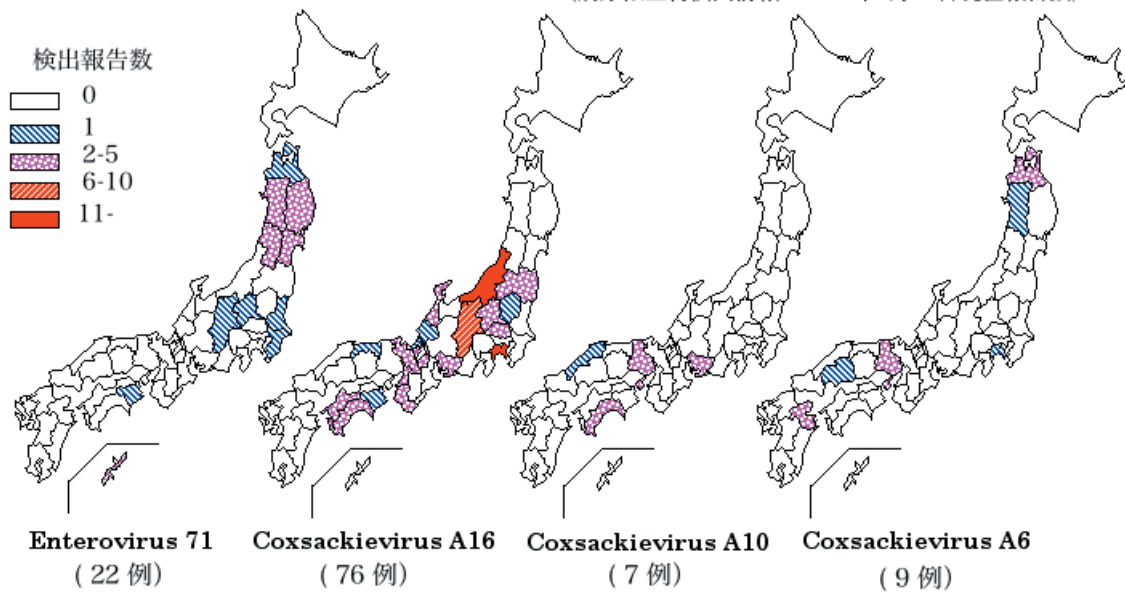 検出報告数
0
1
2-5
6-10
11-
Enterovirus 71
(22 例)
Coxsackievirus A16
(76 例)
Coxsackievirus A10
(7 例)
Coxsackievirus A6
(9 例)